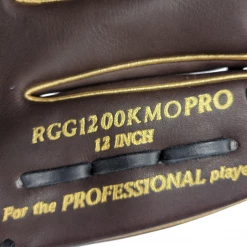 RGG1200KMOPRO
12 INCH
For the PROFESSIONAL playe